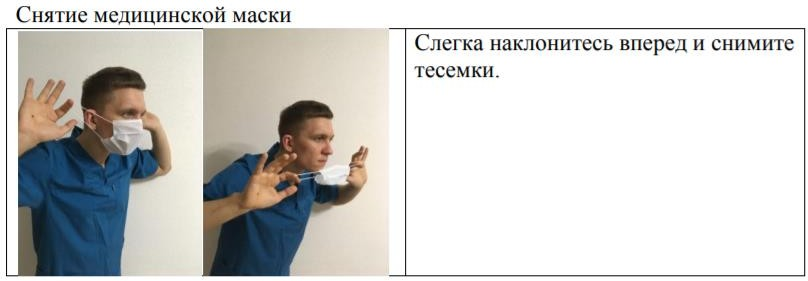 Снятие медицинской маски
Слегка наклонитесь вперед и снимите
тесемки.